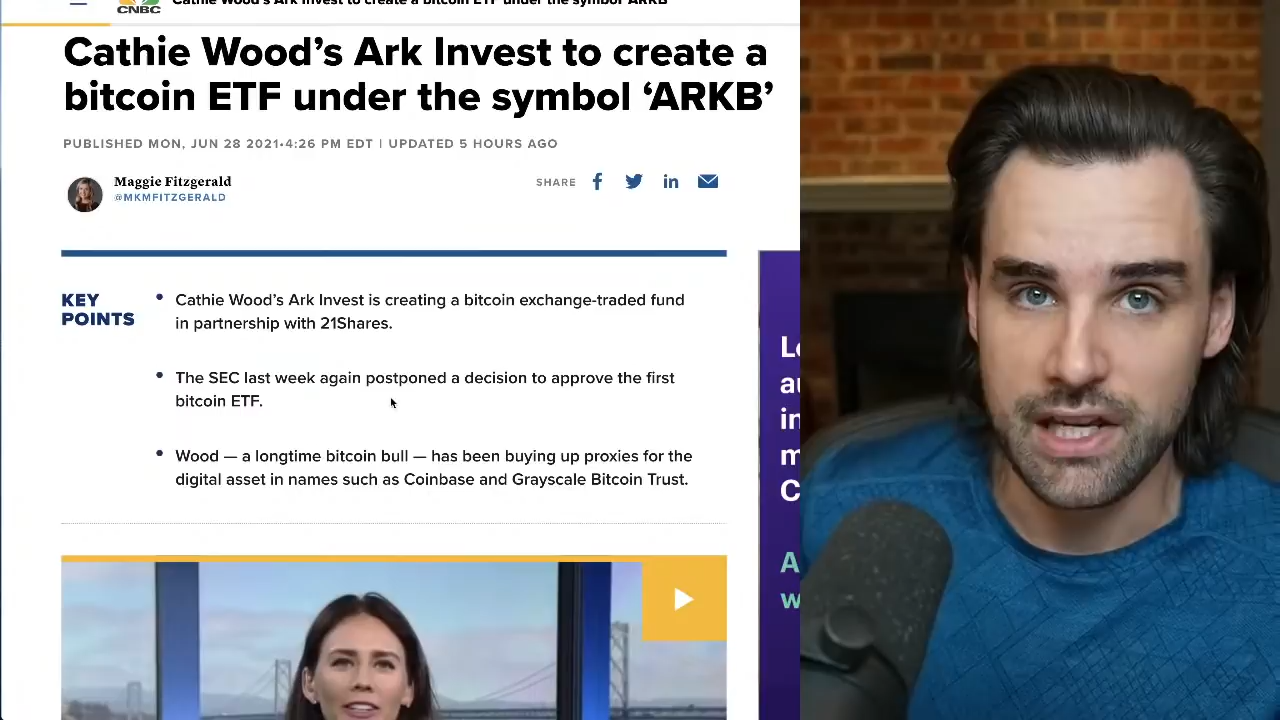 CNBC
Cathie Wood's Ark Invest to create a bitcoin ETF under the symbol 'ARKB'
Cathie Wood’s Ark Invest to create a
bitcoin ETF under the symbol ‘ARKB’
PUBLISHED MON, JUN 28 2021•4:26 PM EDT | UPDATED 5 HOURS AGO
Maggie Fitzgerald
@MKMFITZGERALD
SHARE
KEY
POINTS
Cathie Wood’s Ark Invest is creating a bitcoin exchange-traded fund
in partnership with 21Shares.
The SEC last week again postponed a decision to approve the first
bitcoin ETF.
Wood — a longtime bitcoin bull — has been buying up proxies for the
digital asset in names such as Coinbase and Grayscale Bitcoin Trust.